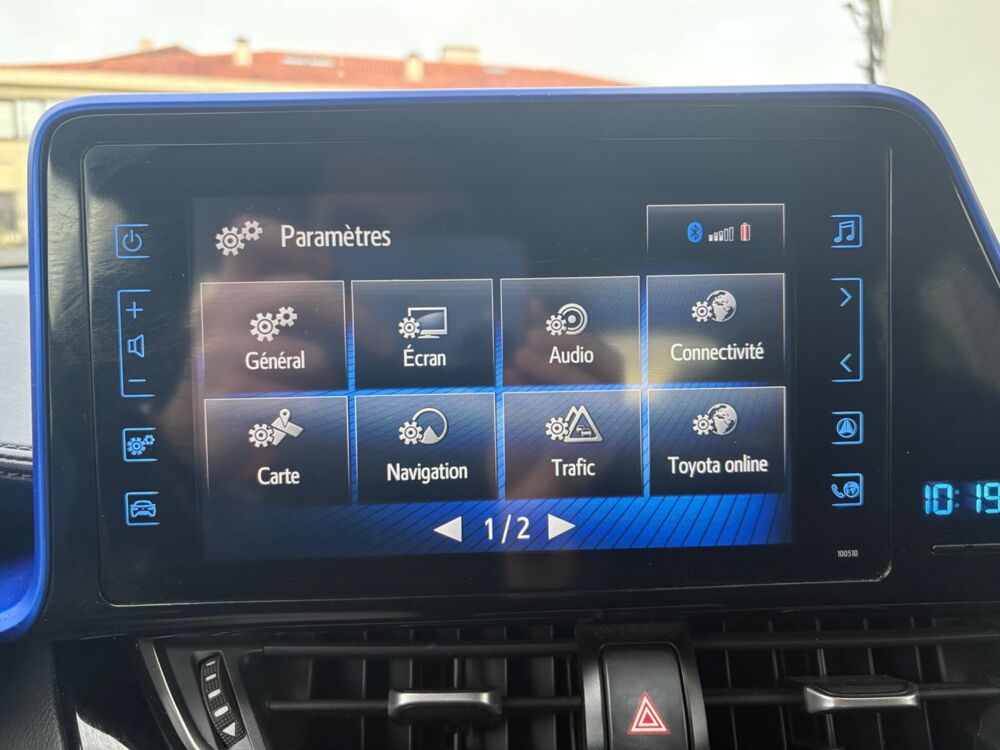 Paramètres
Général
Écran
Audio
Connectivité
Carte
Navigation
Trafic
Toyota online
1/2
10:19
100510